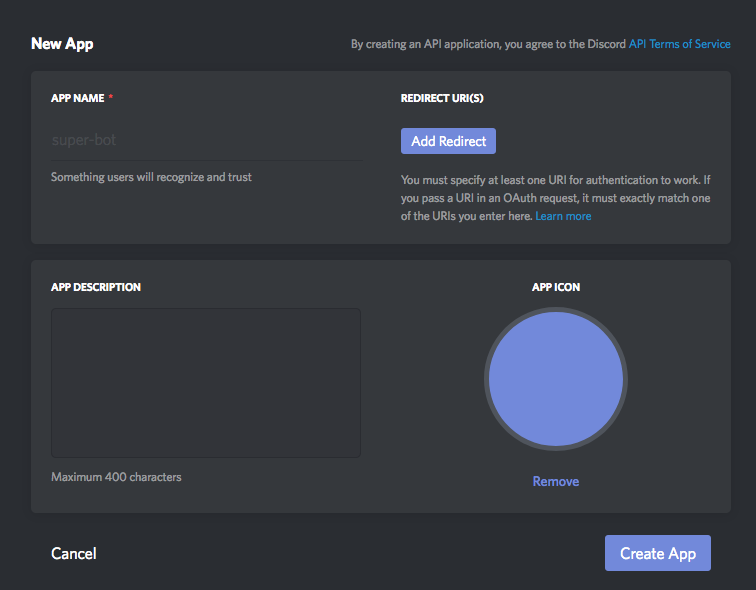 New App
By creating an API application, you agree to the Discord API Terms of Service
APP NAME *
super-bot
Something users will recognize and trust
REDIRECT URI(S)
Add Redirect
You must specify at least one URI for authentication to work. If
you pass a URI in an OAuth request, it must exactly match one
of the URIs you enter here. Learn more
APP DESCRIPTION
Maximum 400 characters
APP ICON
Remove
Cancel
Create App